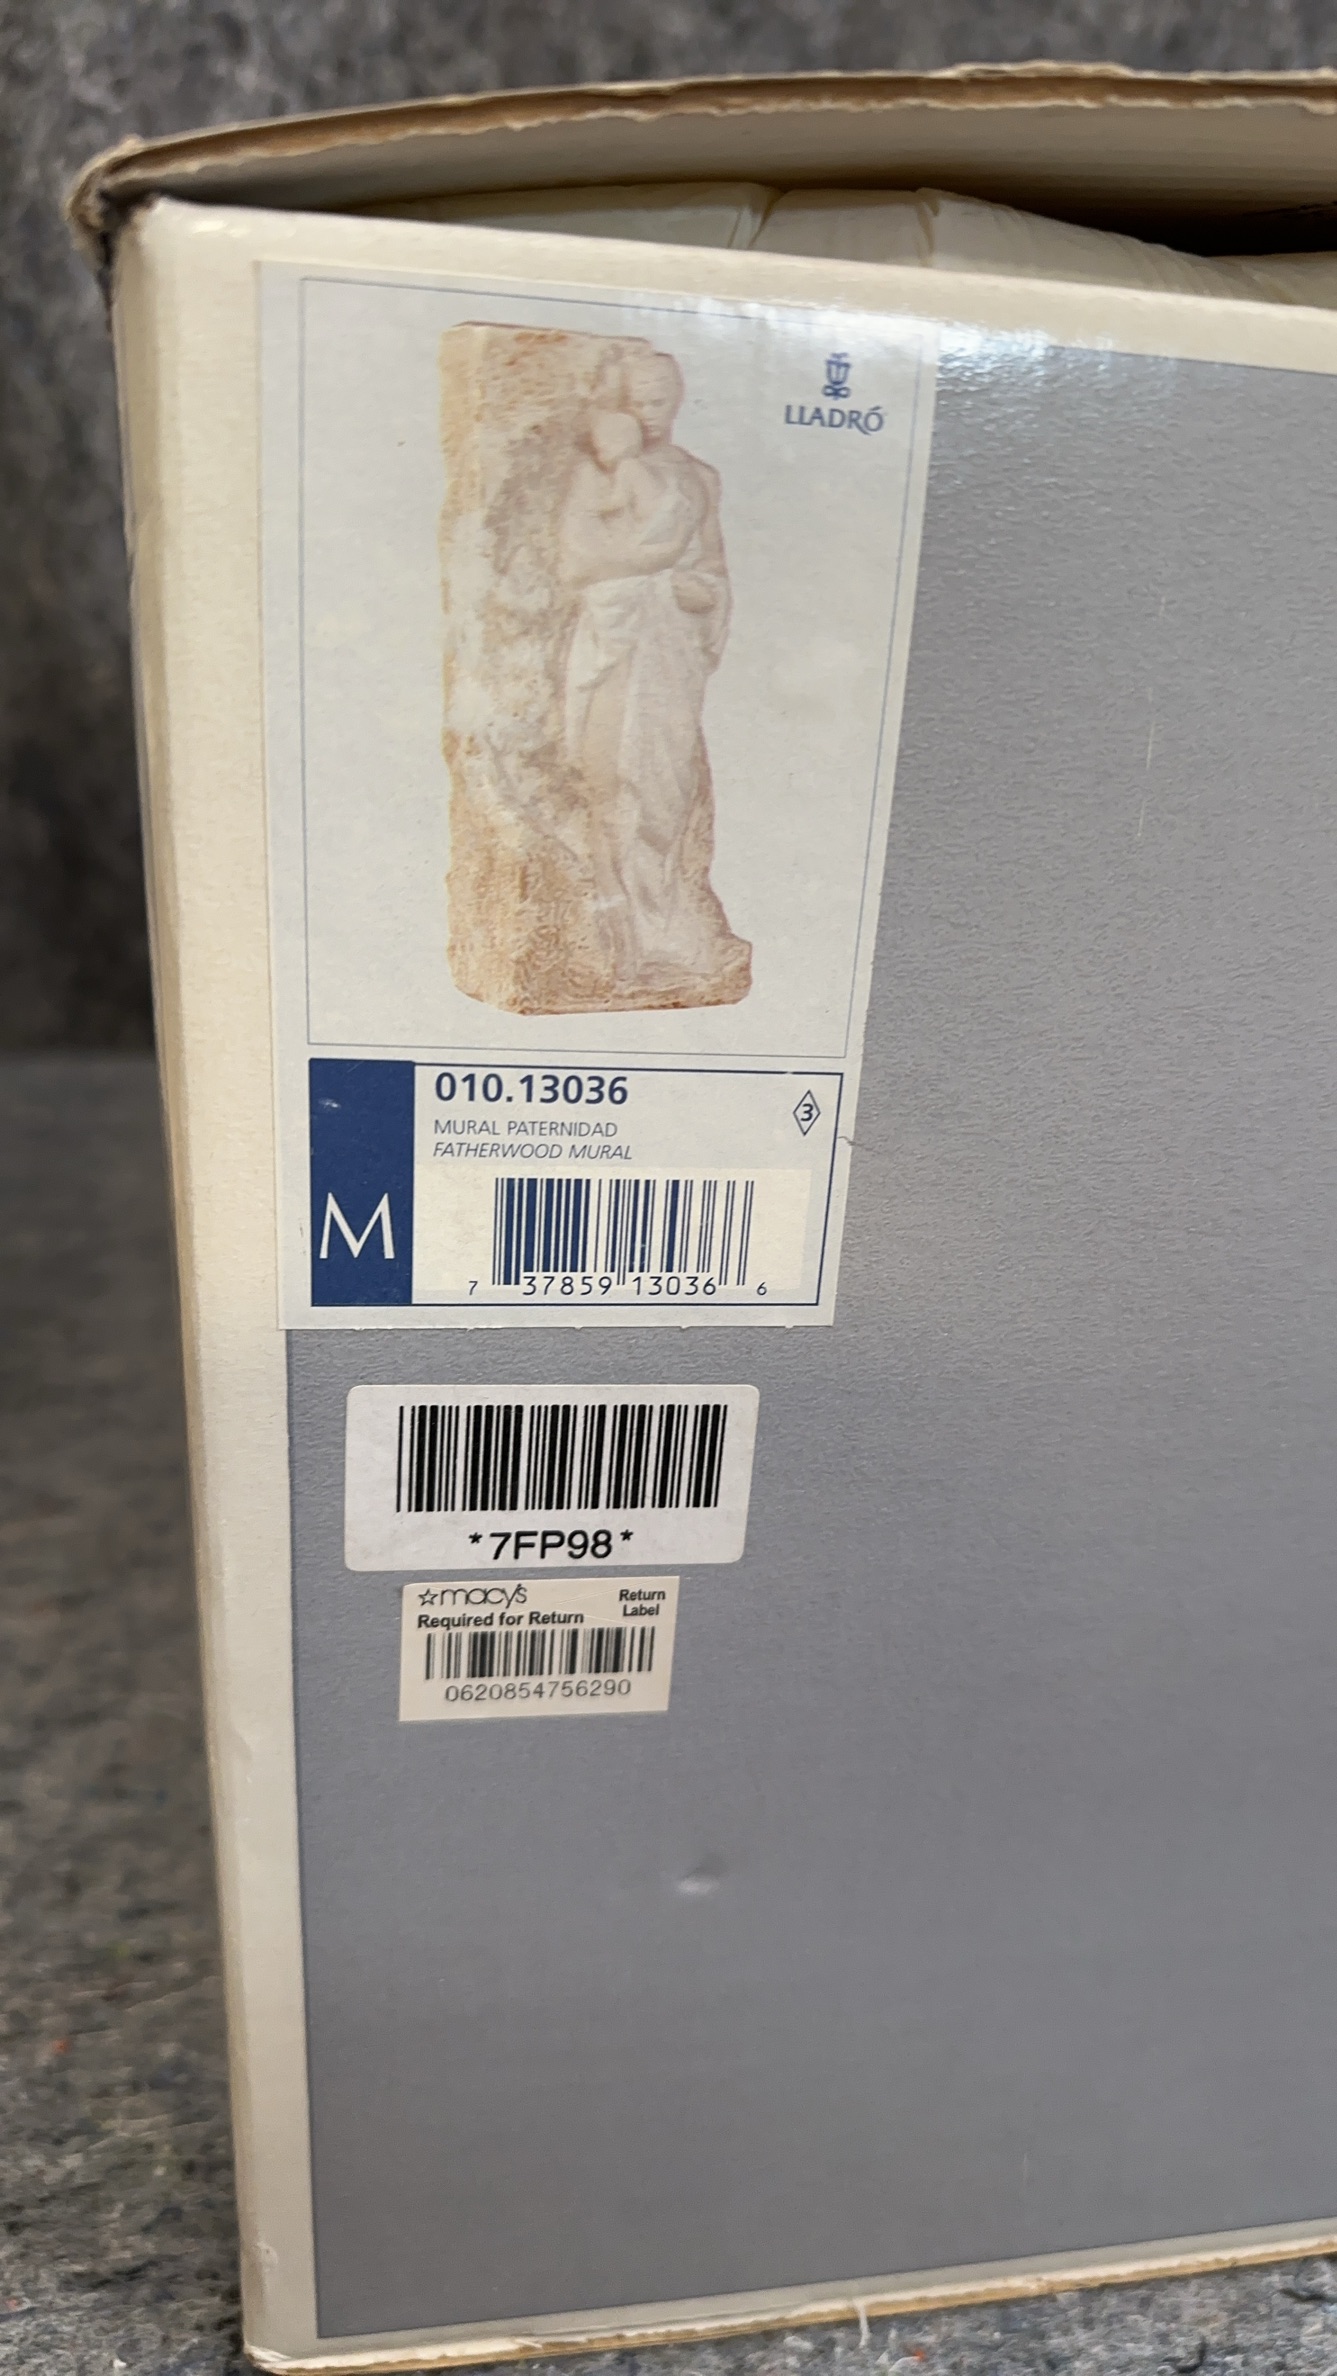 LLADRÓ
010.13036
3
MURAL PATERNIDAD
FATHERWOOD MURAL
M
7 37859 13036 6
*7FP98*
macy's
Return
Label
Required for Return
0620854756290